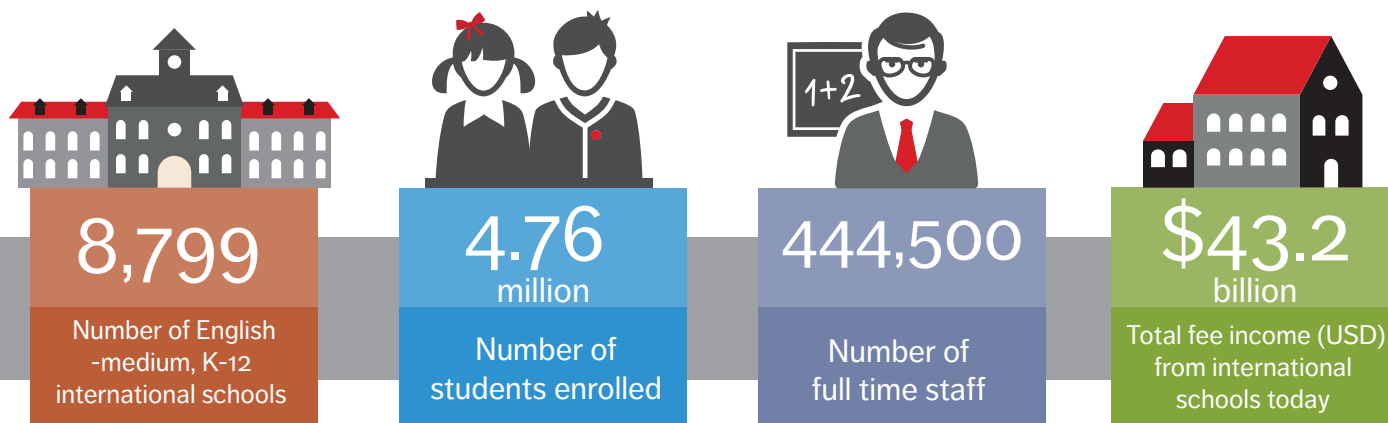 1+2
8,799
Number of English
-medium, K-12
international schools
4.76
million
Number of
students enrolled
444,500
Number of
full time staff
$43.2
billion
Total fee income (USD)
from international
schools today